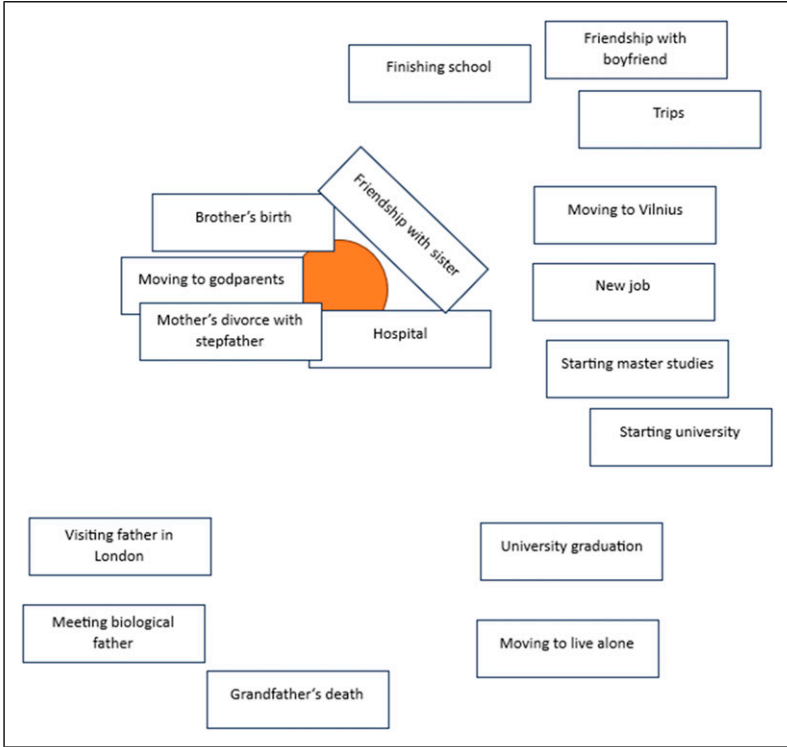 Friendship with
boyfriend
Finishing school
Trips
Friendship with sister
Brother's birth
Moving to Vilnius
Moving to godparents
New job
Mother's divorce with
stepfather
Hospital
Starting master studies
Starting university
Visiting father in
London
University graduation
Meeting biological
father
Moving to live alone
Grandfather's death